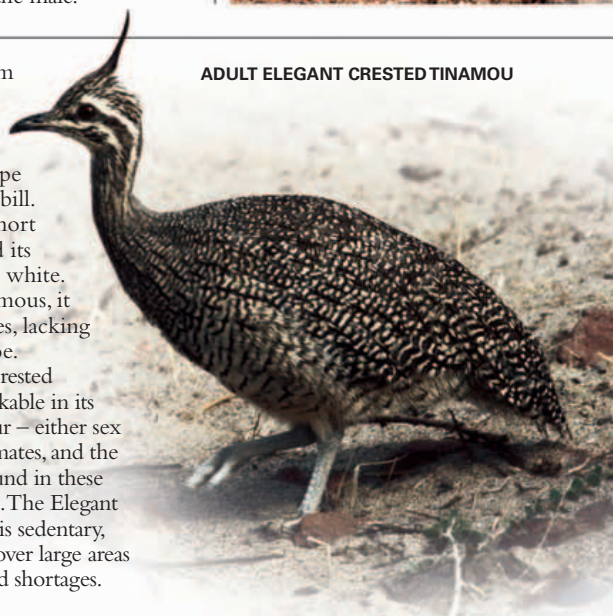 the male.
ADULT ELEGANT CRESTED TINAMOU
m
pe
bill.
hort
d its
white.
mous, it
es, lacking
pe.
rested
kable in its
ur – either sex
mates, and the
und in these
. The Elegant
is sedentary,
over large areas
d shortages.